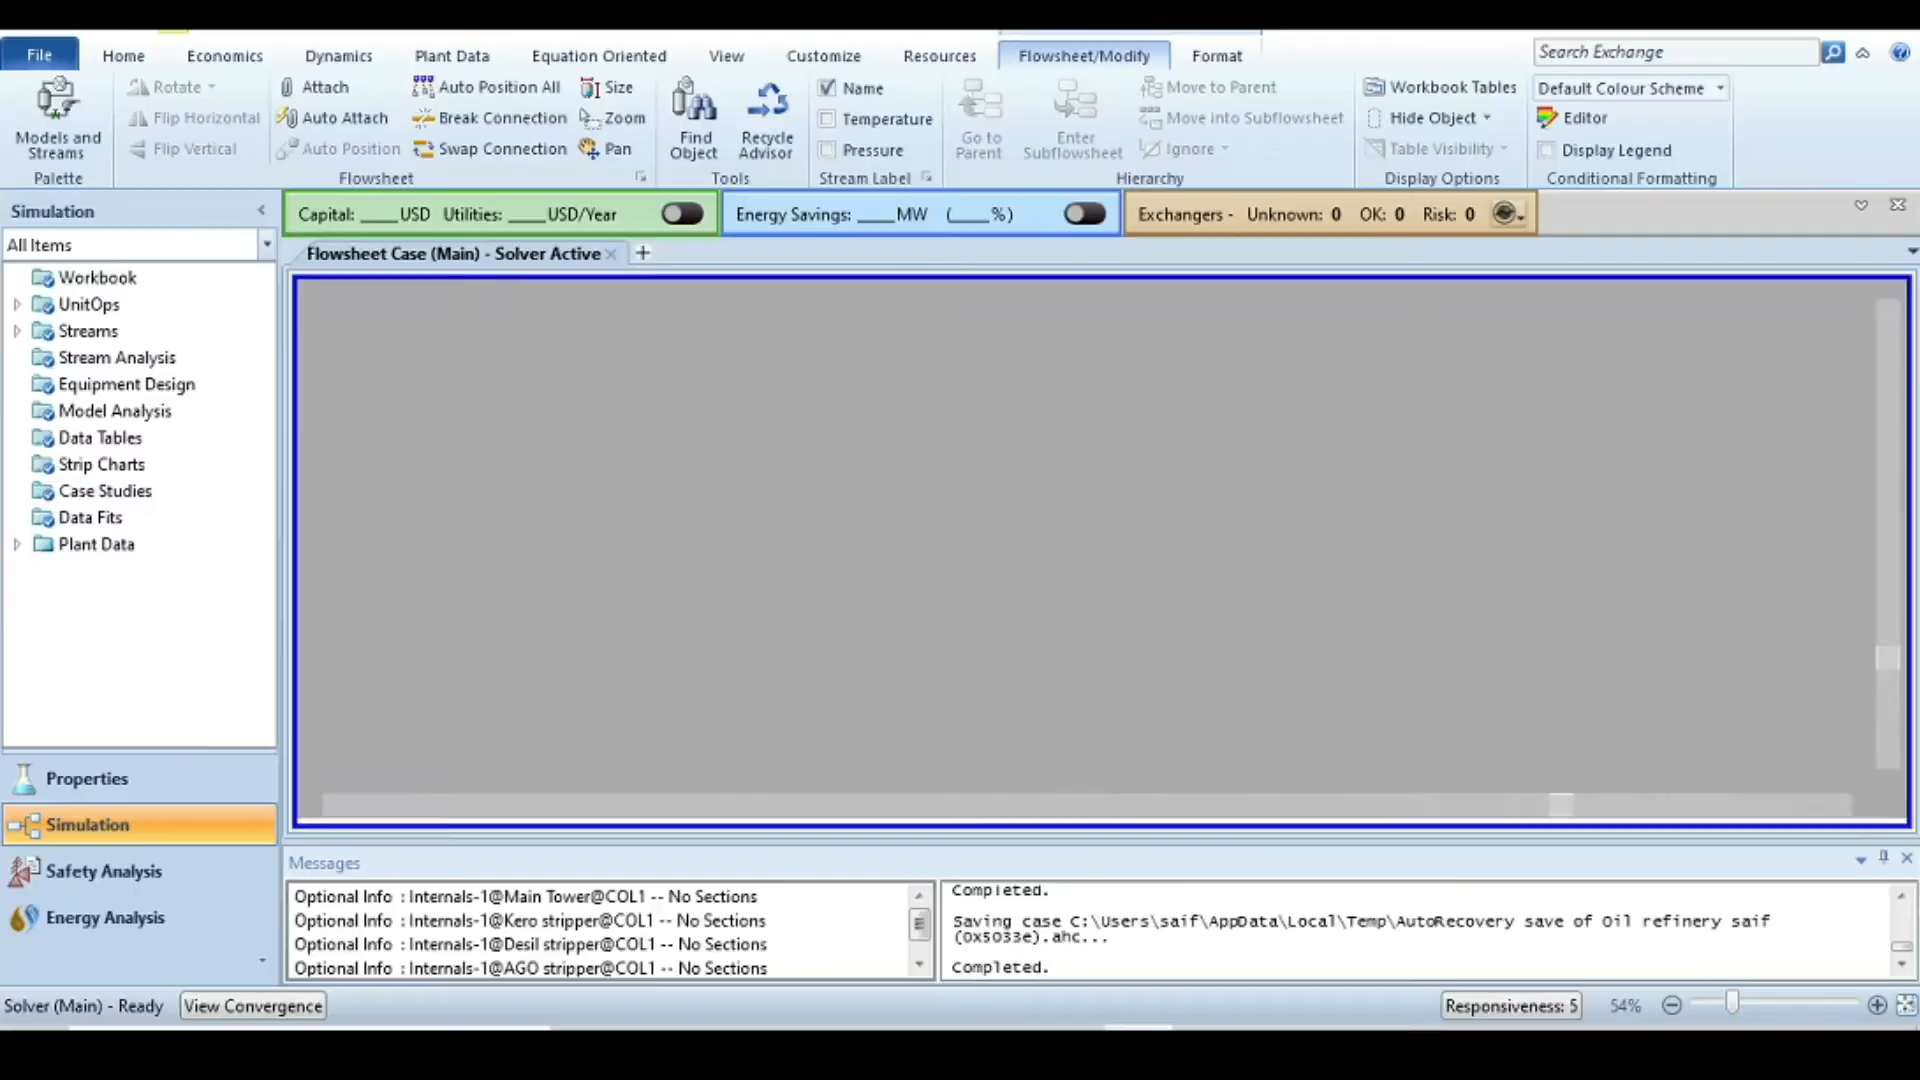 File Home Economics Dynamics Plant Data Equation Oriented View Customize Resources Flowsheet/Modify Format Search Exchange
Models and Streams
Palette
Rotate
Flip Horizontal
Flip Vertical
Attach
Auto Attach
Auto Position
Auto Position All
Break Connection
Swap Connection
Size
Zoom
Pan
Flowsheet
Find Object
Recycle Advisor
Tools
Name
Temperature
Pressure
Stream Label
Go to Parent
Enter Subflowsheet
Move to Parent
Move into Subflowsheet
Ignore
Hierarchy
Workbook Tables
Hide Object
Table Visibility
Display Options
Default Colour Scheme
Editor
Display Legend
Conditional Formatting
Simulation
Capital: ____USD Utilities: ____USD/Year
Energy Savings: ____MW (____%)
Exchangers - Unknown: 0 OK: 0 Risk: 0
All Items
Flowsheet Case (Main) - Solver Active
Workbook
UnitOps
Streams
Stream Analysis
Equipment Design
Model Analysis
Data Tables
Strip Charts
Case Studies
Data Fits
Plant Data
Properties
Simulation
Safety Analysis
Energy Analysis
Messages
Optional Info : Internals-1@Main Tower@COL1 -- No Sections
Optional Info : Internals-1@Kero stripper@COL1 -- No Sections
Optional Info : Internals-1@Desil stripper@COL1 -- No Sections
Optional Info : Internals-1@AGO stripper@COL1 -- No Sections
Completed.
Saving case C:\Users\saif\AppData\Local\Temp\AutoRecovery save of Oil refinery saif
(0x5033e).ahc...
Completed.
Solver (Main) - Ready View Convergence Responsiveness: 5 54%